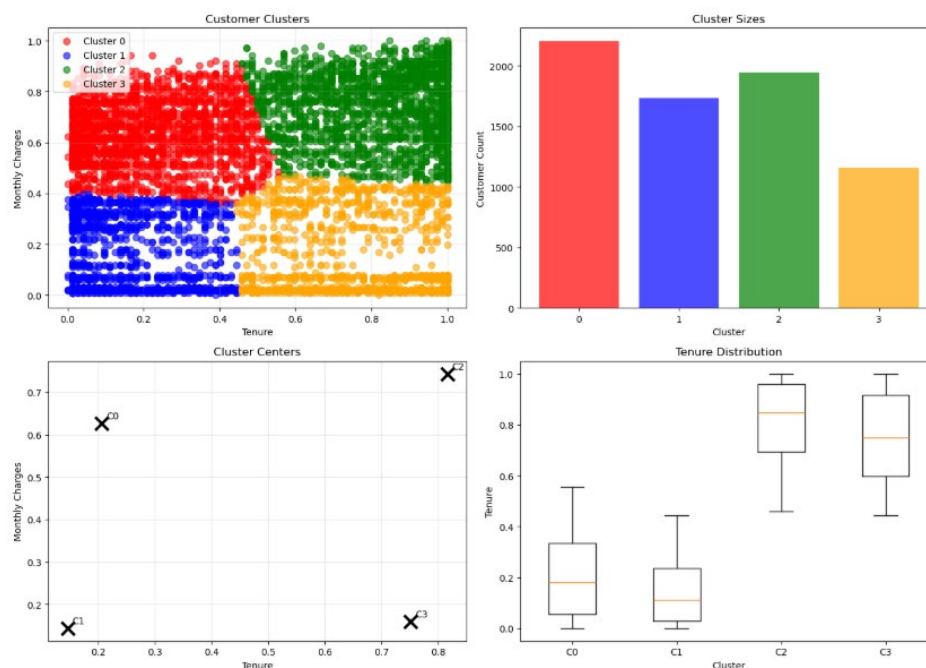 Customer Clusters
Cluster 0
Cluster 1
Cluster 2
Cluster 3
Monthly Charges
1.0
0.8
0.6
0.4
0.2
0.0
0.0 0.2 0.4 0.6 0.8 1.0
Tenure
Cluster Sizes
Customer Count
2000
1500
1000
500
0
0 1 2 3
Cluster
Cluster Centers
Monthly Charges
0.7
0.6
0.5
0.4
0.3
0.2
C2
C0
C1
C3
0.2 0.3 0.4 0.5 0.6 0.7 0.8
Tenure
Tenure Distribution
Tenure
1.0
0.8
0.6
0.4
0.2
0.0
C0 C1 C2 C3
Cluster